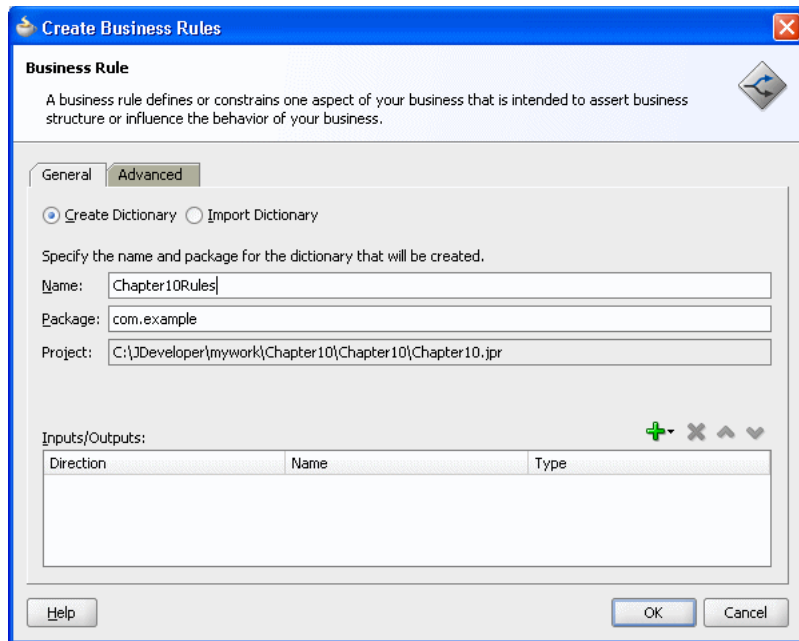 Create Business Rules
Business Rule
A business rule defines or constrains one aspect of your business that is intended to assert business
structure or influence the behavior of your business.
General Advanced
Create Dictionary Import Dictionary
Specify the name and package for the dictionary that will be created.
Name: Chapter10Rules
Package: com.example
Project: C:\JDeveloper\mywork\Chapter10\Chapter10\Chapter10.jpr
Inputs/Outputs:
Direction Name Type
Help OK Cancel